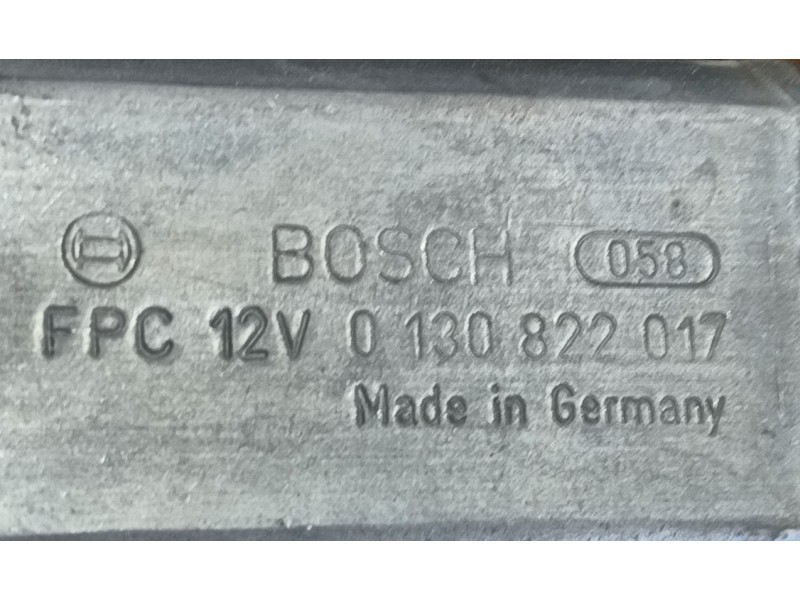 BOSCH 058
FPC 12V 0 130 822 017
Made in Germany